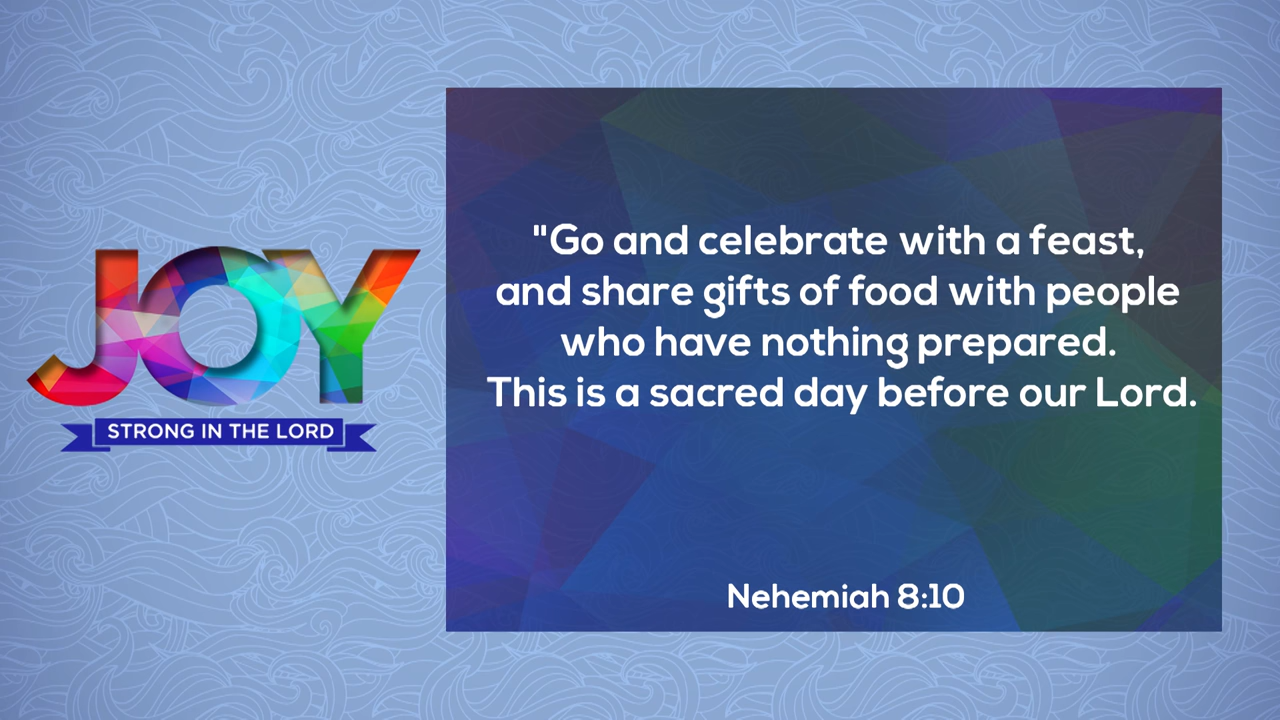 JOY
STRONG IN THE LORD
"Go and celebrate with a feast,
and share gifts of food with people
who have nothing prepared.
This is a sacred day before our Lord.
Nehemiah 8:10